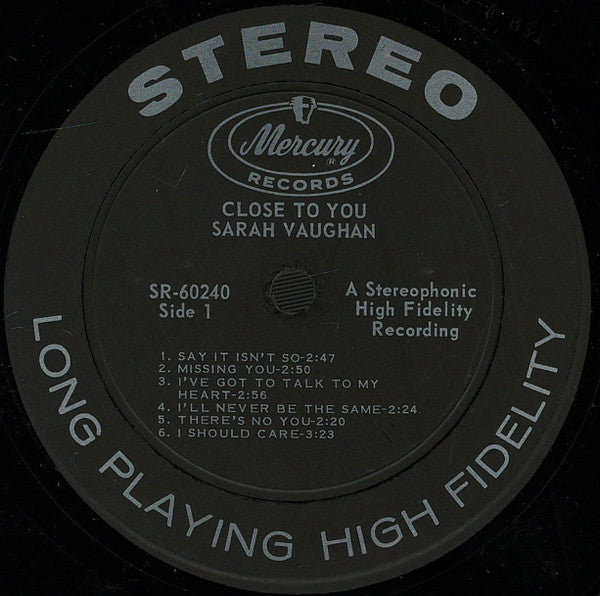 STEREO
Mercury
®
RECORDS
CLOSE TO YOU
SARAH VAUGHAN
SR-60240
Side 1
A Stereophonic
High Fidelity
Recording
1. SAY IT ISN'T SO-2:47
2. MISSING YOU-2:50
3. I'VE GOT TO TALK TO MY
HEART-2:56
4. I'LL NEVER BE THE SAME-2:24
5. THERE'S NO YOU-2:20
6. I SHOULD CARE-3:23
LONG PLAYING HIGH FIDELITY